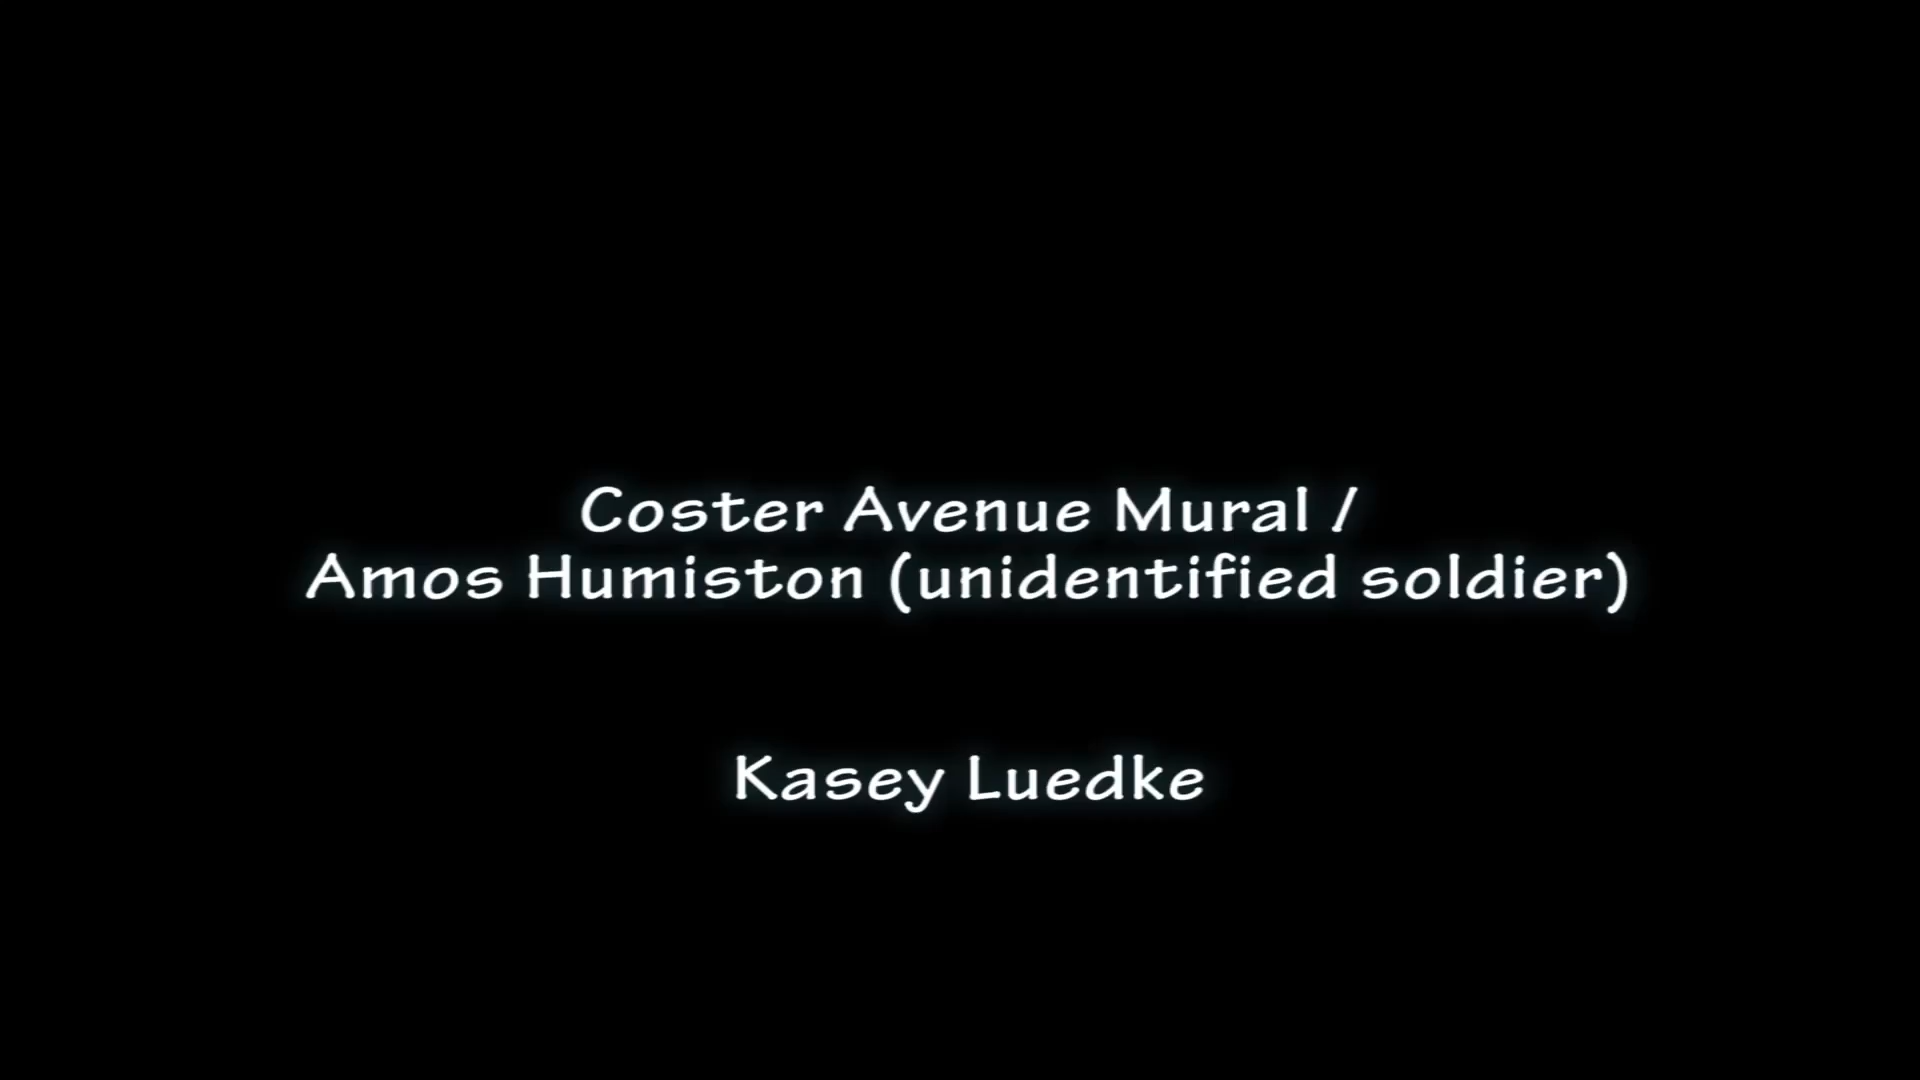 Coster Avenue Mural /
Amos Humiston (unidentified soldier)
Kasey Luedke